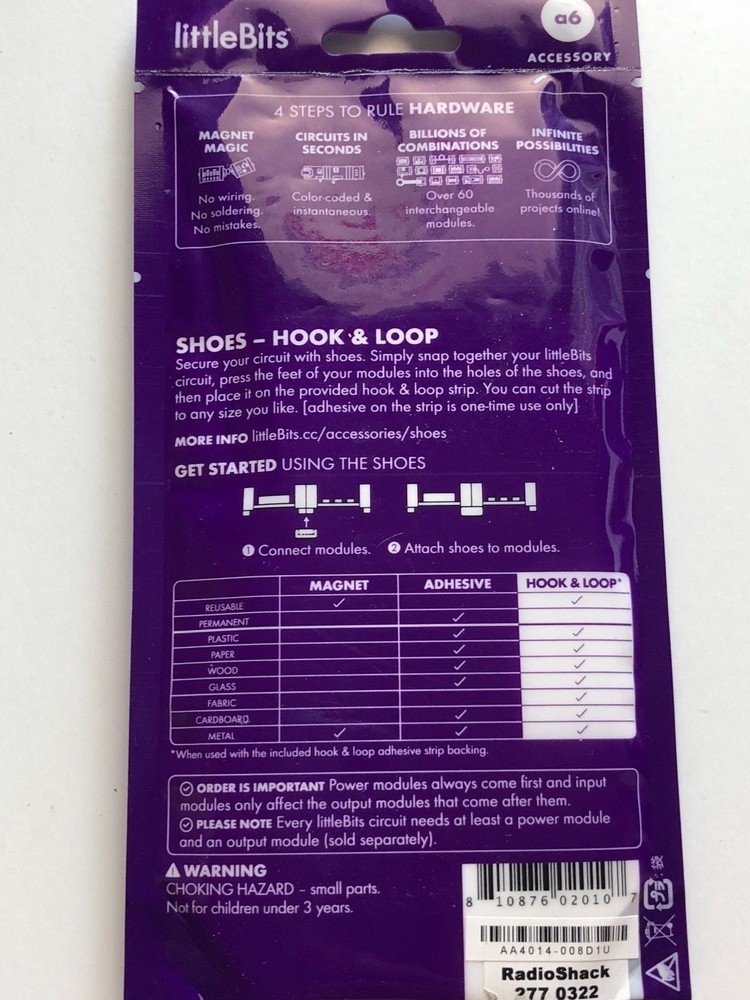 littleBits™
a6
ACCESSORY
4 STEPS TO RULE HARDWARE
MAGNET MAGIC
No wiring.
No soldering.
No mistakes.
CIRCUITS IN SECONDS
Color-coded &
instantaneous.
BILLIONS OF COMBINATIONS
Over 60
interchangeable
modules.
INFINITE POSSIBILITIES
Thousands of
projects online!
SHOES – HOOK & LOOP
Secure your circuit with shoes. Simply snap together your littleBits
circuit, press the feet of your modules into the holes of the shoes, and
then place it on the provided hook & loop strip. You can cut the strip
to any size you like. [adhesive on the strip is one-time use only]
MORE INFO littleBits.cc/accessories/shoes
GET STARTED USING THE SHOES
1 Connect modules. 2 Attach shoes to modules.
MAGNET ADHESIVE HOOK & LOOP*
REUSABLE ✓ ✓
PERMANENT ✓
PLASTIC ✓ ✓
PAPER ✓ ✓
WOOD ✓ ✓
GLASS ✓ ✓
FABRIC ✓
CARDBOARD ✓ ✓
METAL ✓ ✓ ✓
*When used with the included hook & loop adhesive strip backing.
ORDER IS IMPORTANT Power modules always come first and input
modules only affect the output modules that come after them.
PLEASE NOTE Every littleBits circuit needs at least a power module
and an output module (sold separately).
WARNING
CHOKING HAZARD – small parts.
Not for children under 3 years.
8 10876 02010 7
AA4014-008D1U
RadioShack
277 0322